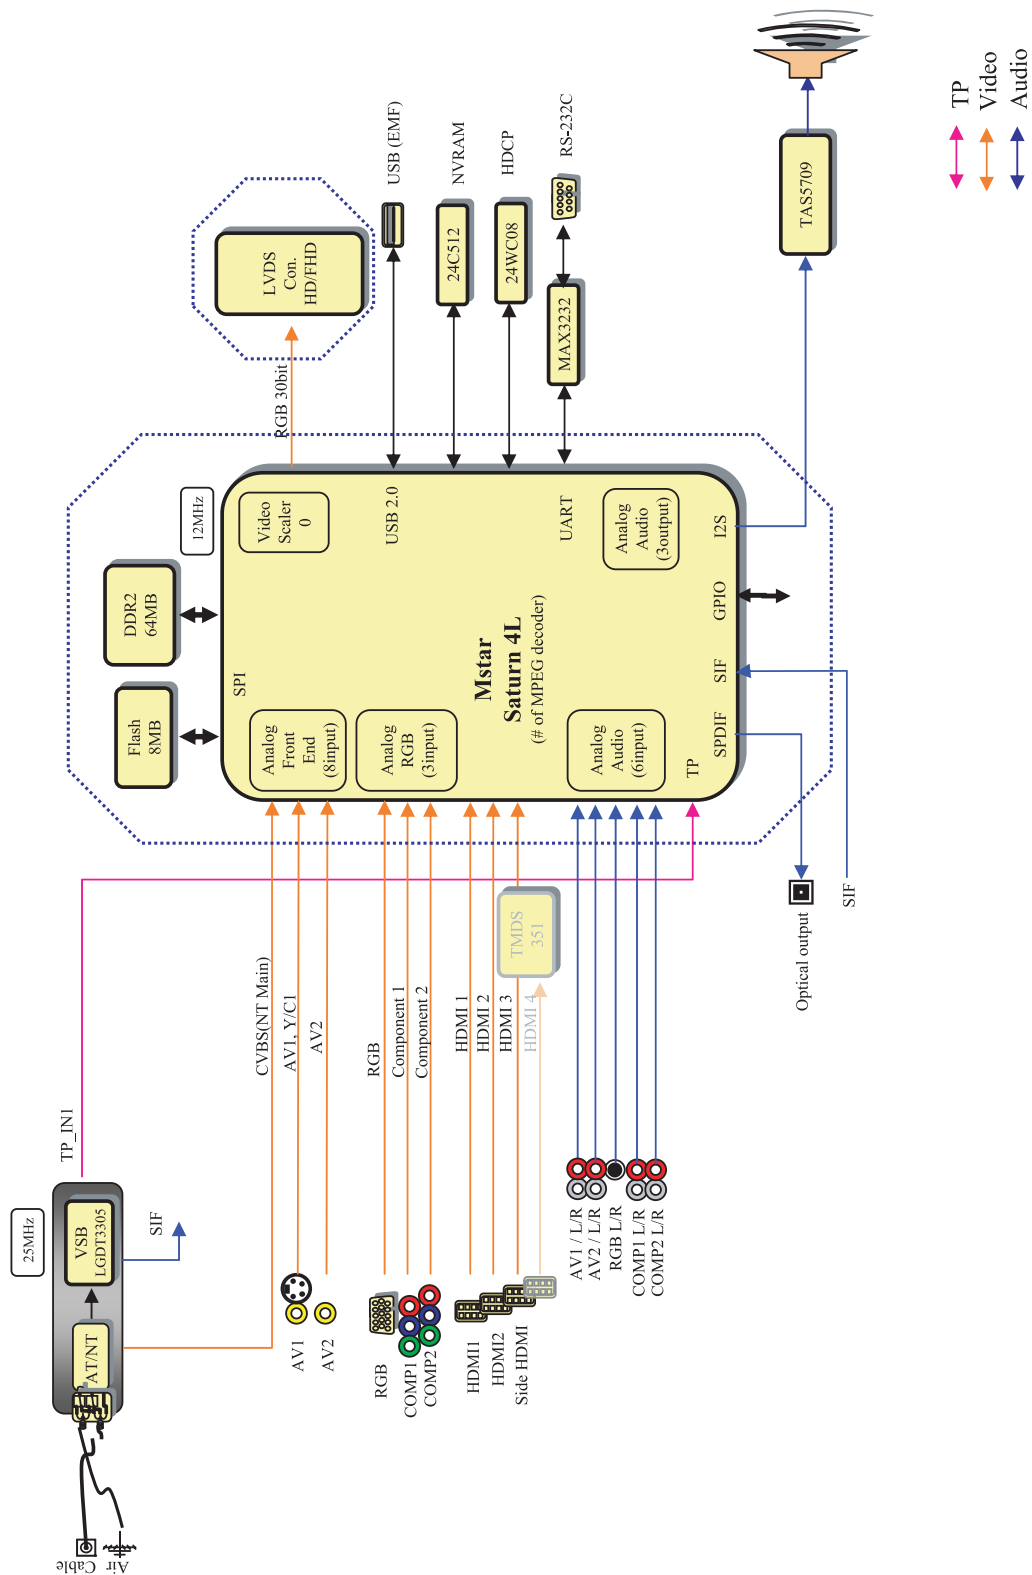 Cable
Air
AT/NT
VSB
LGDT3305
25MHz
TP_IN1
SIF
CVBS(NT Main)
AV1, Y/C1
AV2
RGB
Component 1
Component 2
HDMI 1
HDMI 2
HDMI 3
HDMI 4
TMDS
351
AV1
AV2
RGB
COMP1
COMP2
HDMI1
HDMI2
Side HDMI
AV1 / L/R
AV2 / L/R
RGB L/R
COMP1 L/R
COMP2 L/R
Optical output
SIF
Flash
8MB
DDR2
64MB
12MHz
SPI
Analog
Front
End
(8input)
Analog
RGB
(3input)
Mstar
Saturn 4L
(# of MPEG decoder)
Analog
Audio
(6input)
TP
SPDIF
SIF
GPIO
I2S
Video
Scaler
0
USB 2.0
UART
Analog
Audio
(3output)
RGB 30bit
LVDS
Con.
HD/FHD
USB (EMF)
24C512
NVRAM
24WC08
HDCP
MAX3232
RS-232C
TAS5709
TP
Video
Audio